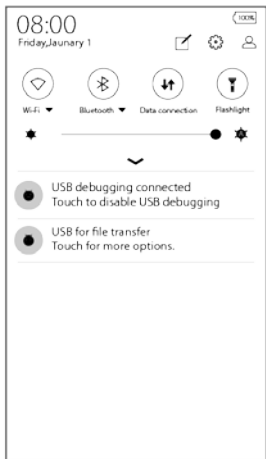 100%
08:00
Friday,Jaunary 1
Wi-Fi Bluetooth Data connection Flashlight
A
USB debugging connected
Touch to disable USB debugging
USB for file transfer
Touch for more options.